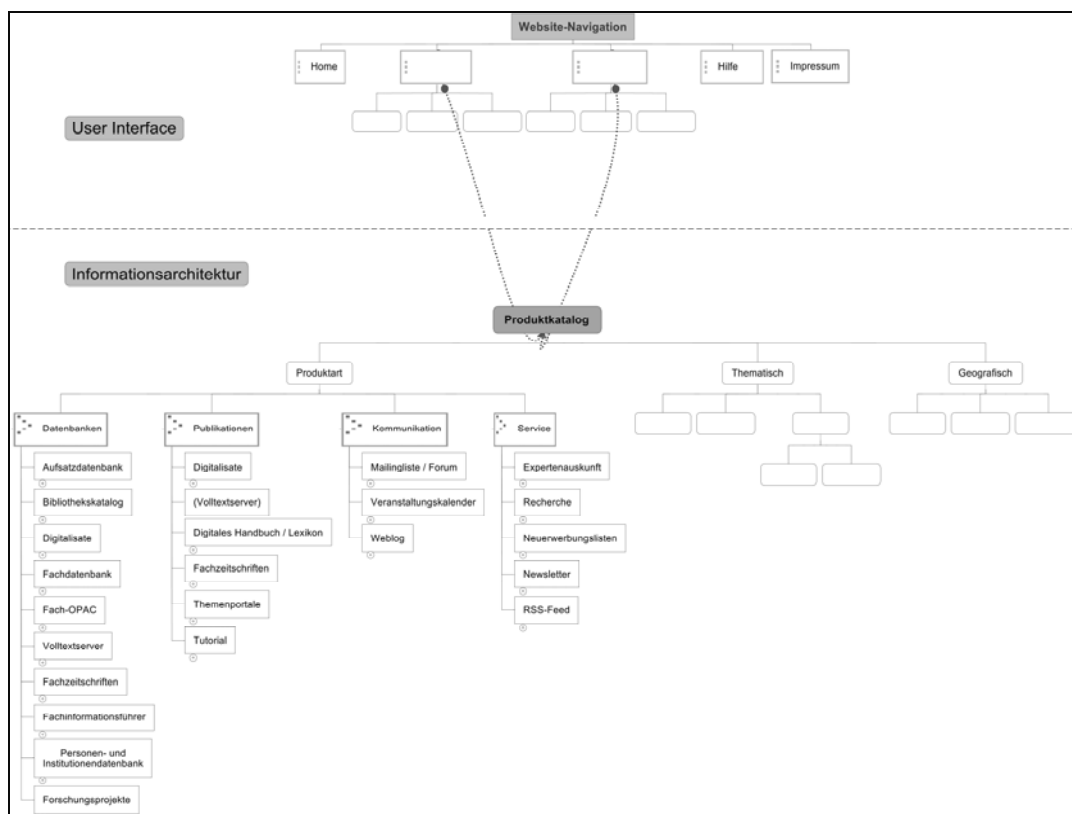 Website-Navigation
Home
Hilfe
Impressum
User Interface
Informationsarchitektur
Produktkatalog
Produktart
Thematisch
Geografisch
Datenbanken
Publikationen
Kommunikation
Service
Aufsatzdatenbank
Bibliothekskatalog
Digitalisate
Fachdatenbank
Fach-OPAC
Volltextserver
Fachzeitschriften
Fachinformationsführer
Personen- und
Institutionendatenbank
Forschungsprojekte
Digitalisate
(Volltextserver)
Digitales Handbuch / Lexikon
Fachzeitschriften
Themenportale
Tutorial
Mailingliste / Forum
Veranstaltungskalender
Weblog
Expertenauskunft
Recherche
Neuerwerbungslisten
Newsletter
RSS-Feed